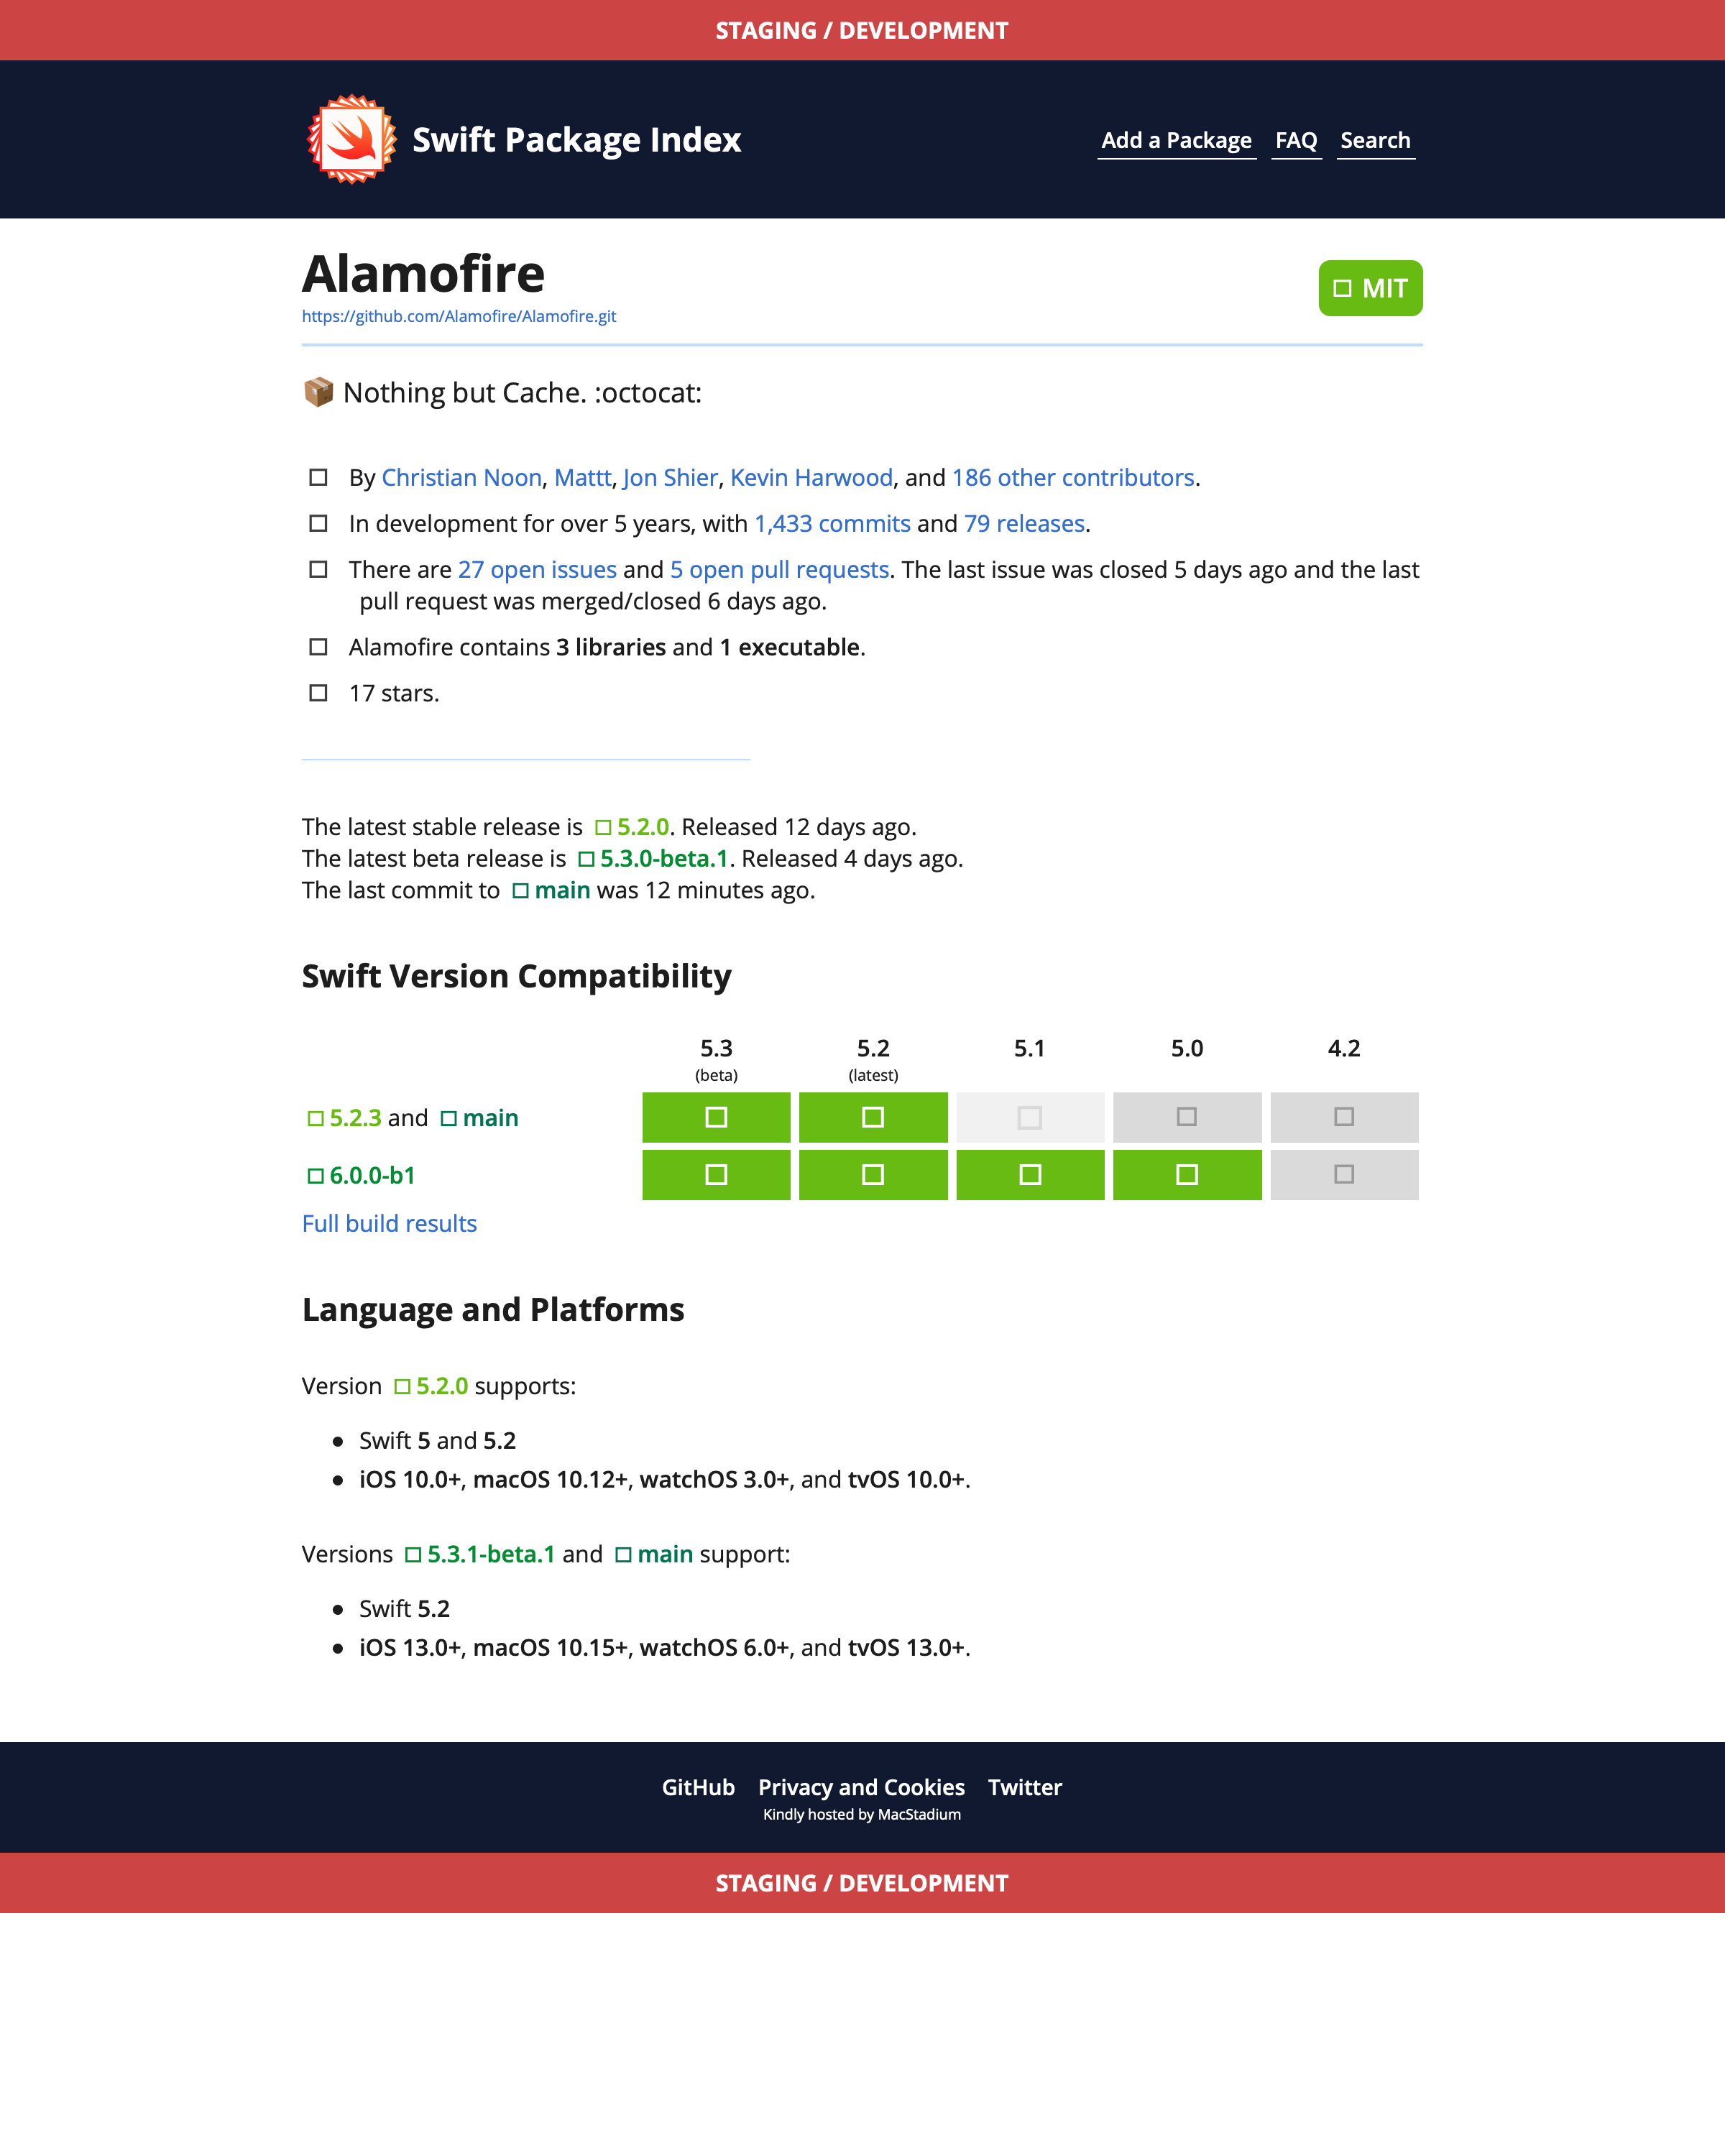 STAGING / DEVELOPMENT
Swift Package Index
Add a Package FAQ Search
Alamofire
MIT
https://github.com/Alamofire/Alamofire.git
📦 Nothing but Cache. :octocat:
By Christian Noon, Mattt, Jon Shier, Kevin Harwood, and 186 other contributors.
In development for over 5 years, with 1,433 commits and 79 releases.
There are 27 open issues and 5 open pull requests. The last issue was closed 5 days ago and the last
pull request was merged/closed 6 days ago.
Alamofire contains 3 libraries and 1 executable.
17 stars.
The latest stable release is 5.2.0. Released 12 days ago.
The latest beta release is 5.3.0-beta.1. Released 4 days ago.
The last commit to main was 12 minutes ago.
Swift Version Compatibility
5.3 5.2 5.1 5.0 4.2
(beta) (latest)
5.2.3 and main
6.0.0-b1
Full build results
Language and Platforms
Version 5.2.0 supports:
• Swift 5 and 5.2
• iOS 10.0+, macOS 10.12+, watchOS 3.0+, and tvOS 10.0+.
Versions 5.3.1-beta.1 and main support:
• Swift 5.2
• iOS 13.0+, macOS 10.15+, watchOS 6.0+, and tvOS 13.0+.
GitHub Privacy and Cookies Twitter
Kindly hosted by MacStadium
STAGING / DEVELOPMENT